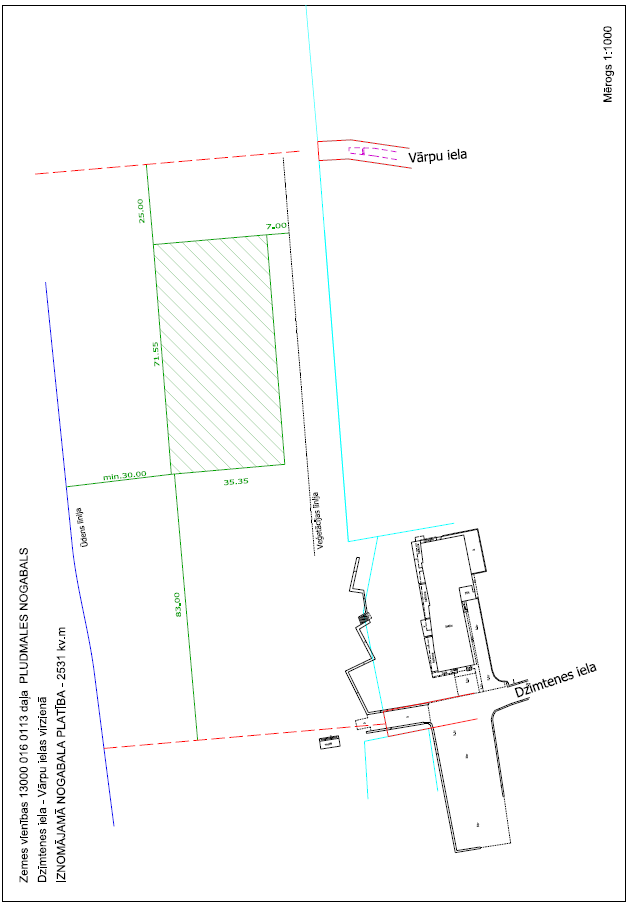 Zemes vienības 13000 016 0113 daļa PLUDMALES NOGABALS
Dzimtenes iela - Vārpu ielas virzienā
IZNOMĀJAMĀ NOGABALA PLATĪBA - 2531 kv.m
Mērogs 1:1000
Vārpu iela
25.00
7.00
71.55
min.30.00
35.35
Ūdens līnija
Veģetācijas līnija
83.00
Dzimtenes iela